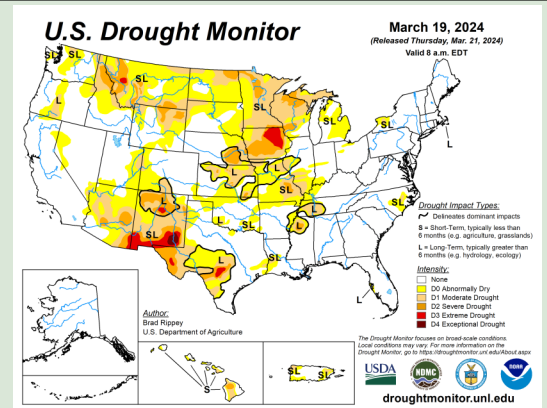 U.S. Drought Monitor
March 19, 2024
(Released Thursday, Mar. 21, 2024)
Valid 8 a.m. EDT
SL
SL
SL
L
SL
SL
SL
L
L
SL
L
SL
L
SL
L
L
SL
SL
L
SL
L
L
Drought Impact Types:
Delineates dominant impacts
S = Short-Term, typically less than
6 months (e.g. agriculture, grasslands)
L = Long-Term, typically greater than
6 months (e.g. hydrology, ecology)
Intensity:
None
D0 Abnormally Dry
D1 Moderate Drought
D2 Severe Drought
D3 Extreme Drought
D4 Exceptional Drought
Author:
Brad Rippey
U.S. Department of Agriculture
S
SL
SL
The Drought Monitor focuses on broad-scale conditions.
Local conditions may vary. For more information on the
Drought Monitor, go to https://droughtmonitor.unl.edu/About.aspx
USDA
NDMC
NOAA
droughtmonitor.unl.edu